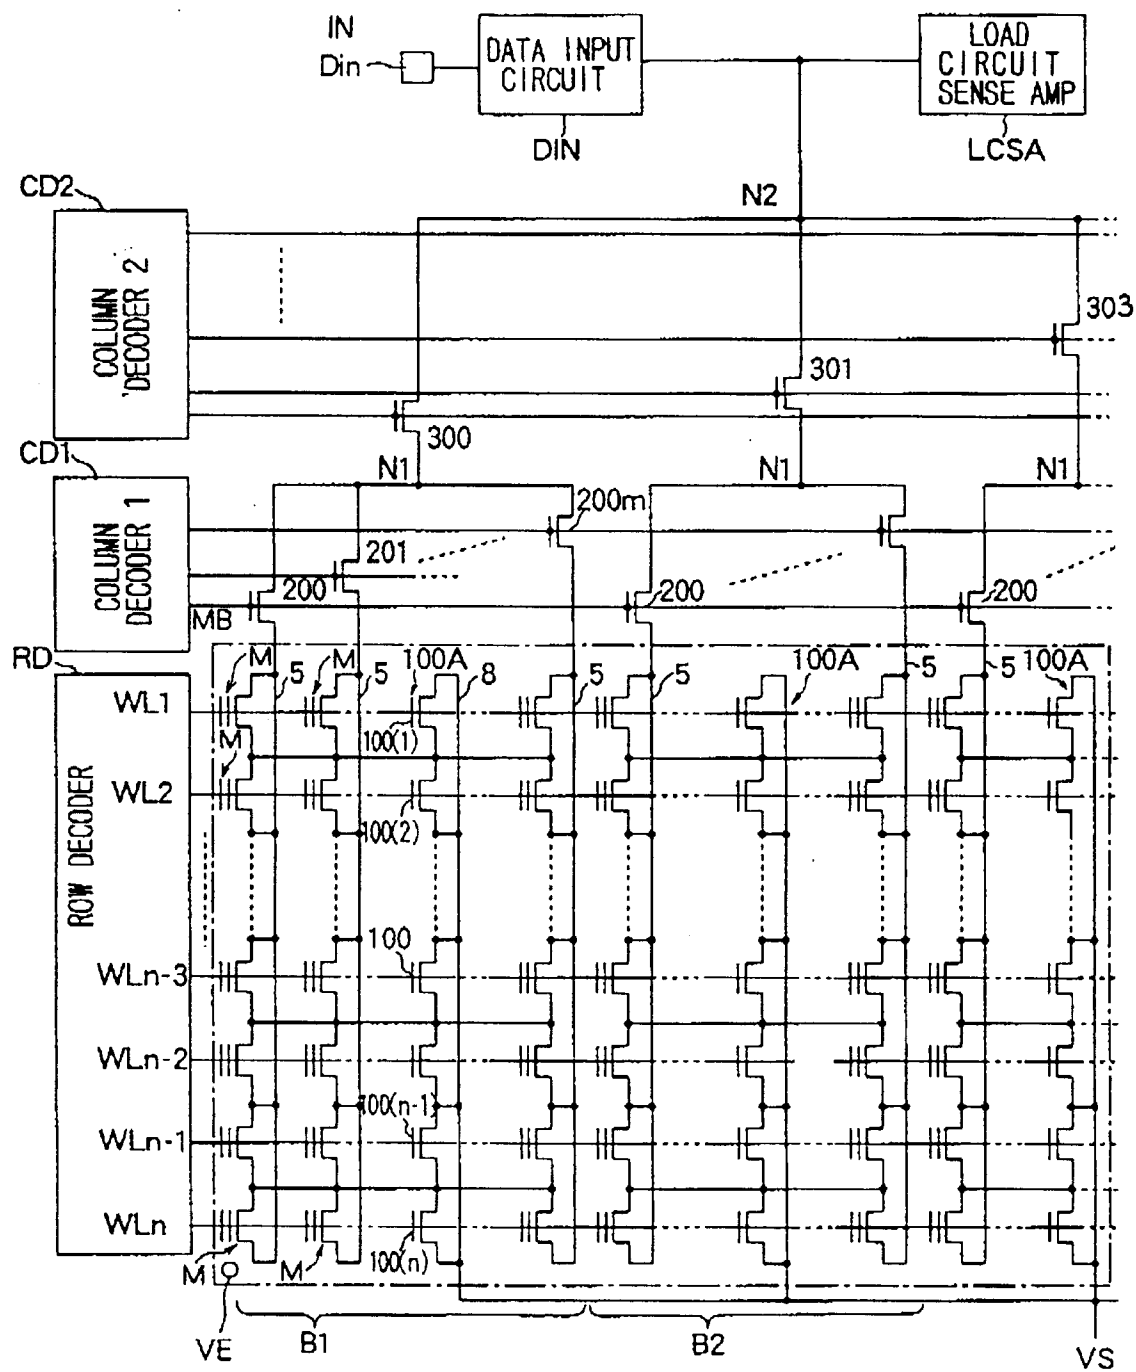 IN
Din
DATA INPUT
CIRCUIT
DIN
LOAD
CIRCUIT
SENSE AMP
LCSA
CD2
N2
COLUMN
'DECODER 2
303
301
300
CD1
N1
N1
N1
COLUMN
DECODER 1
200m
201
200
200
200
MB
RD
ROW DECODER
M
5
M
5
100A
8
5
5
100A
5
5
100A
WL1
100(1)
M
WL2
100(2)
100
WLn-3
WLn-2
100(n-1)
WLn-1
WLn
100(n)
M
M
VE
B1
B2
VS